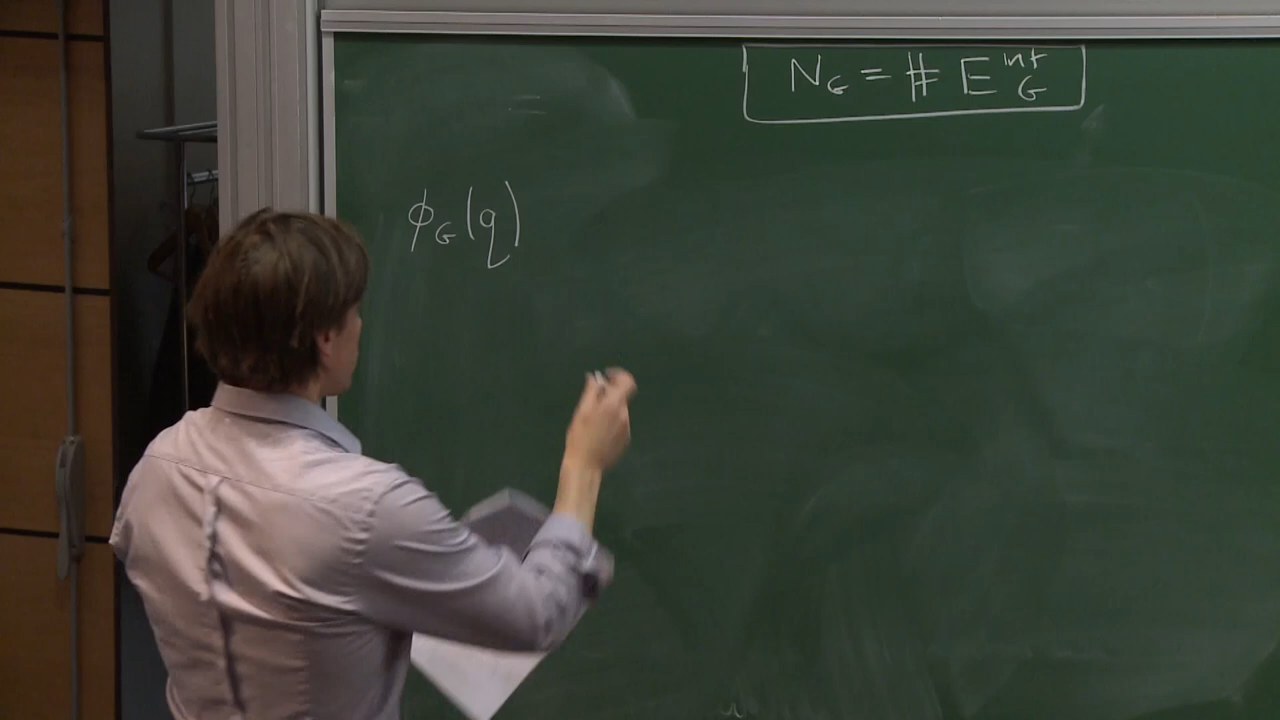 N_G = # E_G^int
ϕ_G(q)